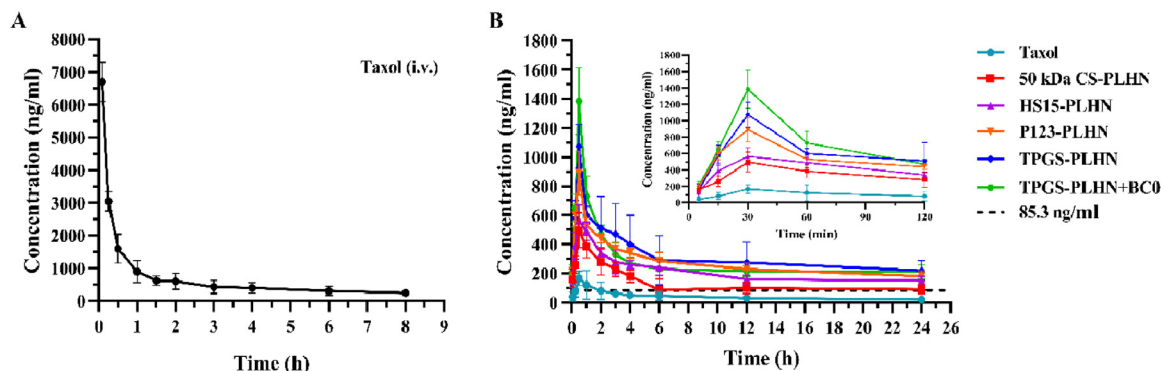 A
Taxol (i.v.)
Concentration (ng/ml)
8000
7000
6000
5000
4000
3000
2000
1000
0
0 1 2 3 4 5 6 7 8 9
Time (h)
B
Concentration (ng/ml)
1800
1600
1400
1200
1000
800
600
400
200
0
0 2 4 6 8 10 12 14 16 18 20 22 24 26
Time (h)
Concentration (ng/ml)
1800
1600
1400
1200
1000
800
600
400
200
0
0 30 60 90 120
Time (min)
Taxol
50 kDa CS-PLHN
HS15-PLHN
P123-PLHN
TPGS-PLHN
TPGS-PLHN+BC0
85.3 ng/ml